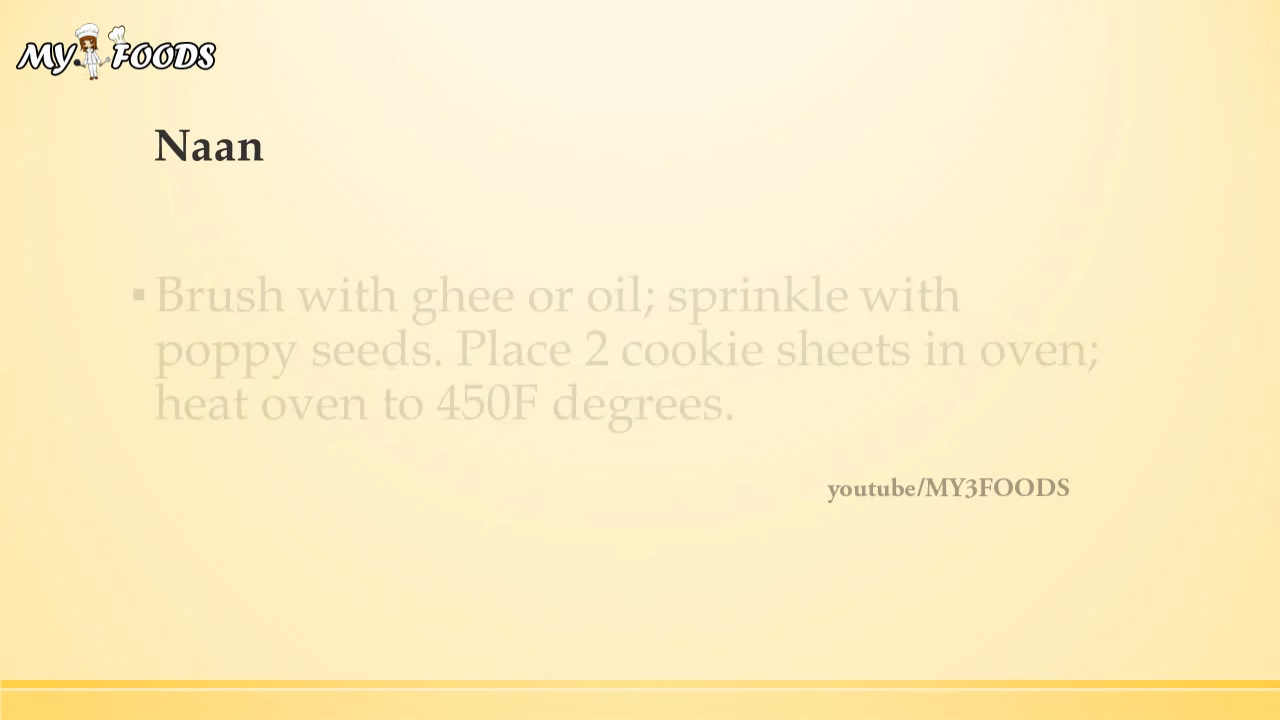 MY FOODS
Naan
▪ Brush with ghee or oil; sprinkle with
poppy seeds. Place 2 cookie sheets in oven;
heat oven to 450F degrees.
youtube/MY3FOODS